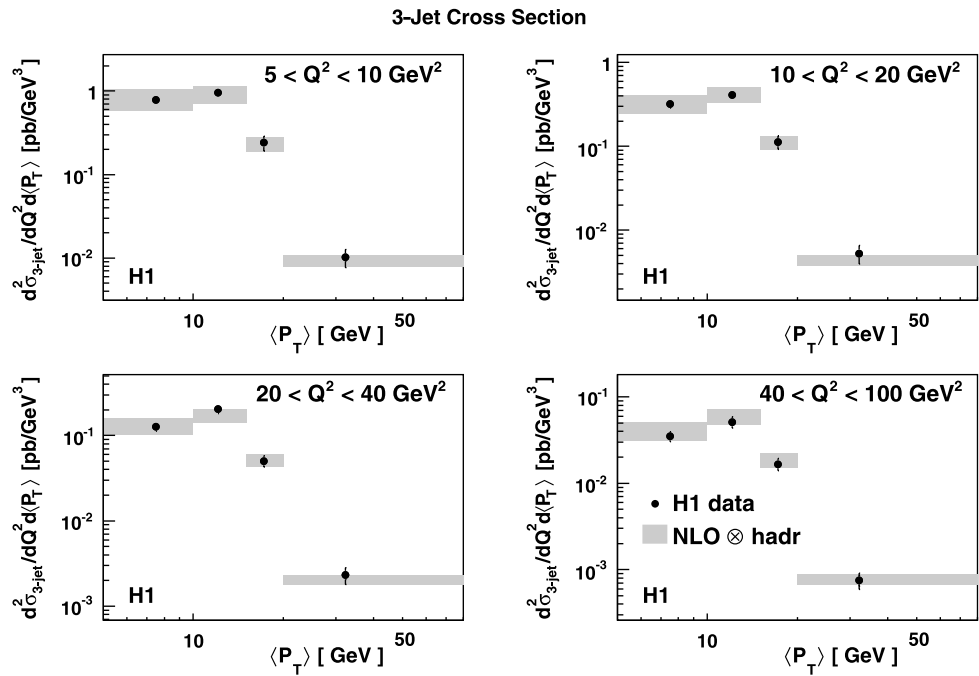 3-Jet Cross Section
d²σ₃₋ⱼₑₜ/dQ²d⟨P_T⟩ [pb/GeV³]
5 < Q² < 10 GeV²
1
10⁻¹
10⁻²
H1
10 50
⟨P_T⟩ [ GeV ]
d²σ₃₋ⱼₑₜ/dQ²d⟨P_T⟩ [pb/GeV³]
10 < Q² < 20 GeV²
1
10⁻¹
10⁻²
H1
10 50
⟨P_T⟩ [ GeV ]
d²σ₃₋ⱼₑₜ/dQ²d⟨P_T⟩ [pb/GeV³]
20 < Q² < 40 GeV²
10⁻¹
10⁻²
10⁻³
H1
10 50
⟨P_T⟩ [ GeV ]
d²σ₃₋ⱼₑₜ/dQ²d⟨P_T⟩ [pb/GeV³]
40 < Q² < 100 GeV²
10⁻¹
10⁻²
H1 data
NLO ⊗ hadr
10⁻³
H1
10 50
⟨P_T⟩ [ GeV ]